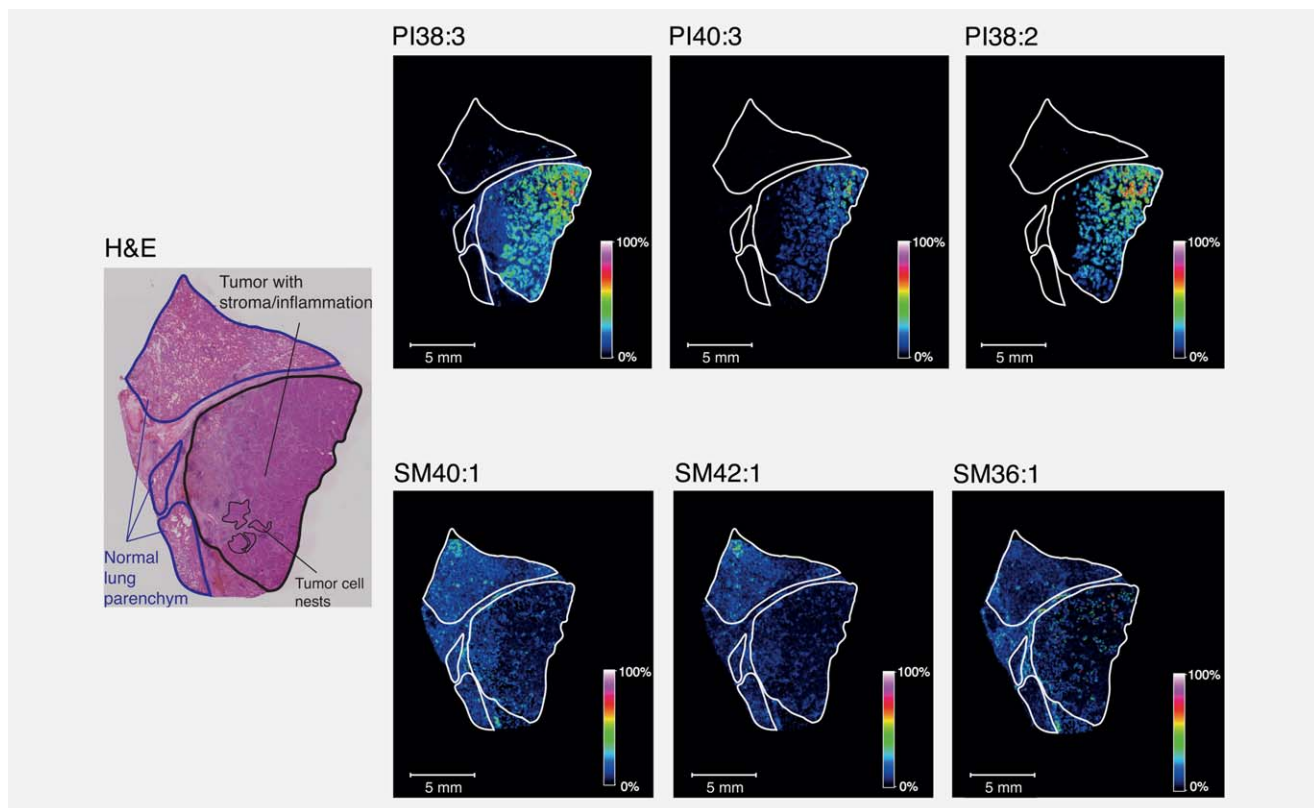 PI38:3
PI40:3
PI38:2
100%
0%
5 mm
100%
0%
5 mm
100%
0%
5 mm
H&E
Tumor with
stroma/inflammation
Normal
lung
parenchym
Tumor cell
nests
SM40:1
SM42:1
SM36:1
100%
0%
5 mm
100%
0%
5 mm
100%
0%
5 mm